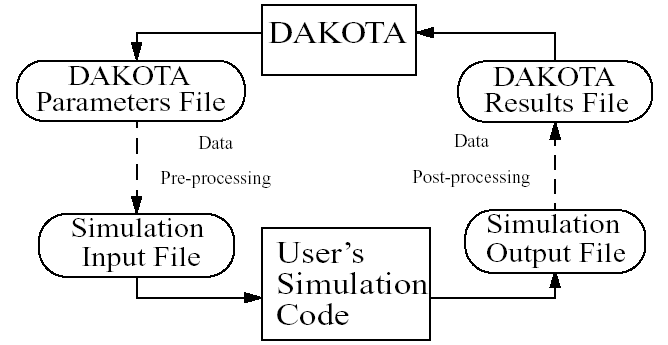 DAKOTA
DAKOTA
Parameters File
DAKOTA
Results File
Data
Pre-processing
Data
Post-processing
Simulation
Input File
User's
Simulation
Code
Simulation
Output File